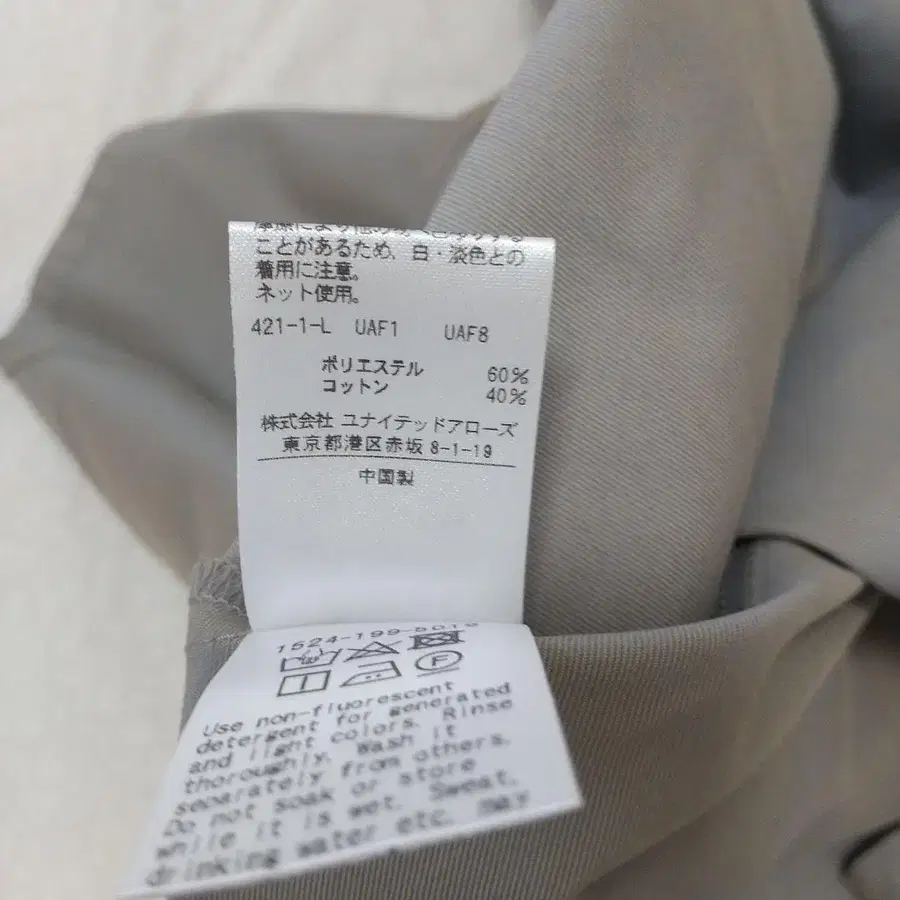 ことがあるため、白・淡色との
着用に注意。
ネット使用。
421-1-L UAF1 UAF8
ポリエステル 60%
コットン 40%
株式会社 ユナイテッドアローズ
東京都港区赤坂 8-1-19
中国製
1524-199-5019
Use non-fluorescent
detergent for generated
and light colors. Rinse
thoroughly. Wash it
separately from others.
Do not soak or store
while it is wet. Sweat,
drinking water etc. may